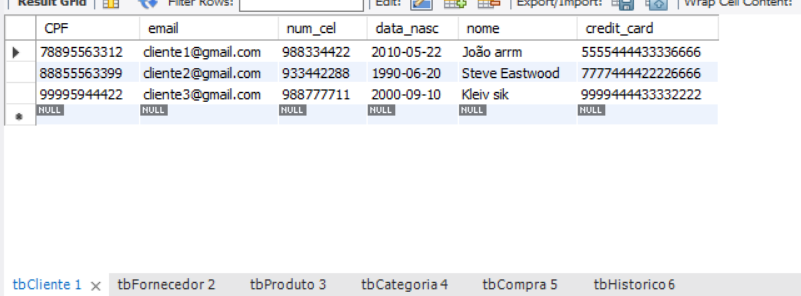 Result Grid Filter Rows: Edit: Export/Import: Wrap Cell Content:
CPF email num_cel data_nasc nome credit_card
78895563312 cliente1@gmail.com 988334422 2010-05-22 João arrm 5555444433336666
88855563399 cliente2@gmail.com 933442288 1990-06-20 Steve Eastwood 7777444422226666
99995944422 cliente3@gmail.com 988777711 2000-09-10 Kleiv sik 9999444433332222
NULL NULL NULL NULL NULL NULL
tbCliente 1 tbFornecedor 2 tbProduto 3 tbCategoria 4 tbCompra 5 tbHistorico 6